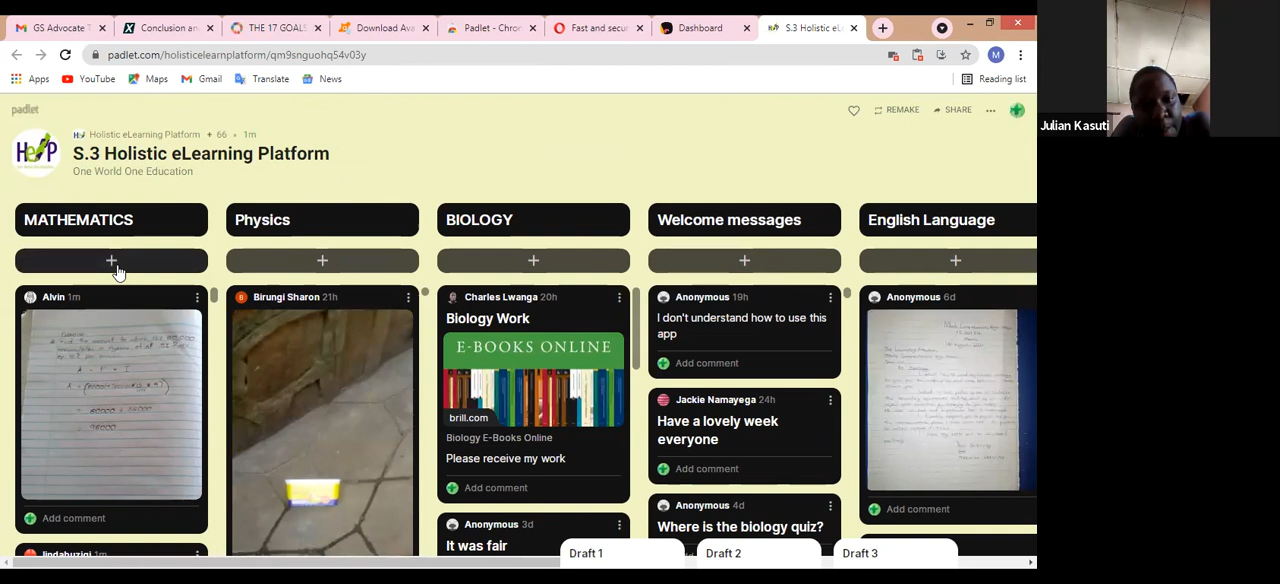 GS Advocate T
Conclusion an
THE 17 GOALS
Download Ava
Padlet - Chro
Fast and secur
Dashboard
S.3 Holistic eL
padlet.com/holisticelearnplatform/qm9snguohq54v03y
M
Apps
YouTube
Maps
Gmail
Translate
News
Reading list
padlet
REMAKE
SHARE
Help
Holistic eLearning Platform + 66 • 1m
S.3 Holistic eLearning Platform
One World One Education
MATHEMATICS
Physics
BIOLOGY
Welcome messages
English Language
Alvin 1m
Add comment
lindabuzigi 1m
Birungi Sharon 21h
Charles Lwanga 20h
Biology Work
E-BOOKS ONLINE
brill.com
Biology E-Books Online
Please receive my work
Add comment
Anonymous 3d
It was fair
Anonymous 19h
I don't understand how to use this
app
Add comment
Jackie Namayega 24h
Have a lovely week
everyone
Add comment
Anonymous 4d
Where is the biology quiz?
Anonymous 6d
Add comment
Draft 1
Draft 2
Draft 3
Julian Kasuti